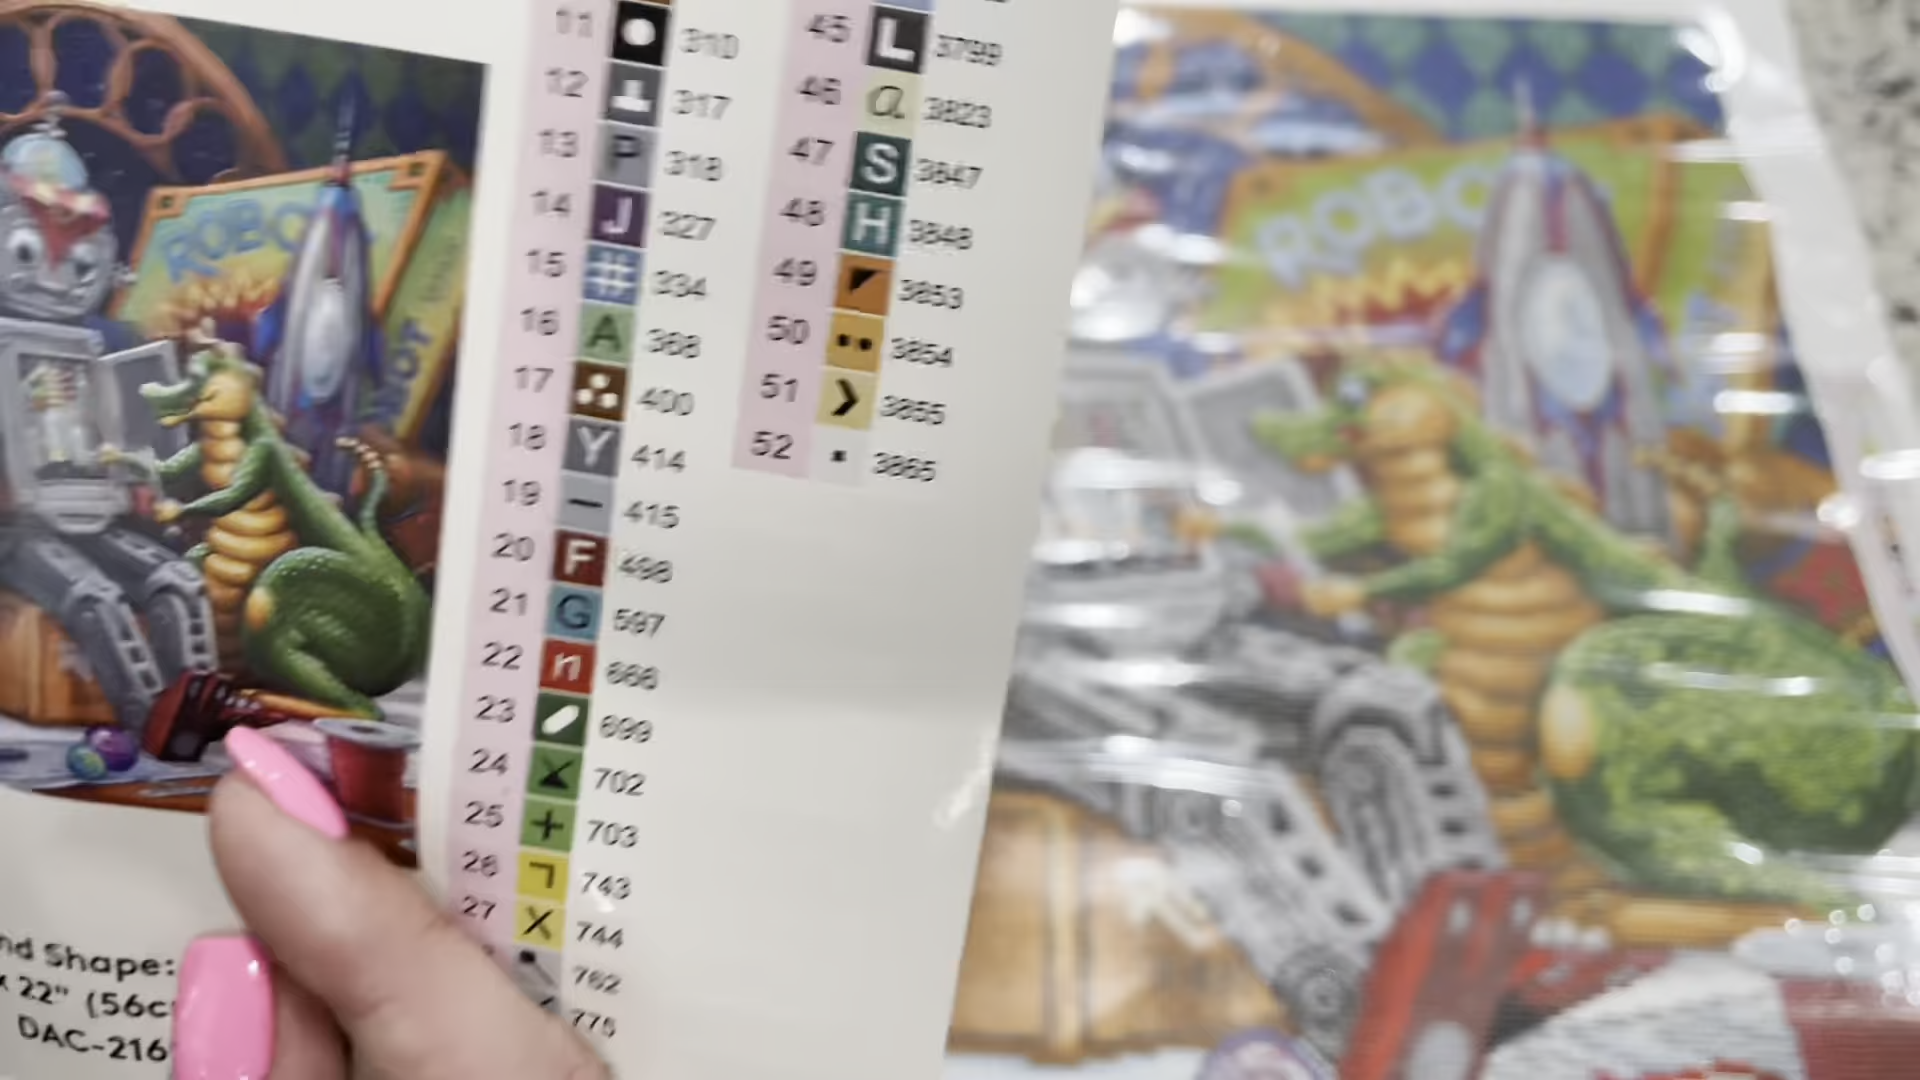 ROBO
OT
nd Shape:
x 22" (56c
DAC-216
11 310
12 317
13 P 318
14 J 327
15 # 334
16 A 368
17 400
18 Y 414
19 — 415
20 F 498
21 G 597
22 n 666
23 699
24 702
25 + 703
26 743
27 X 744
762
775
45 L 3799
46 a 3823
47 S 3847
48 H 3848
49 3853
50 3854
51 3855
52 3865
ROBO